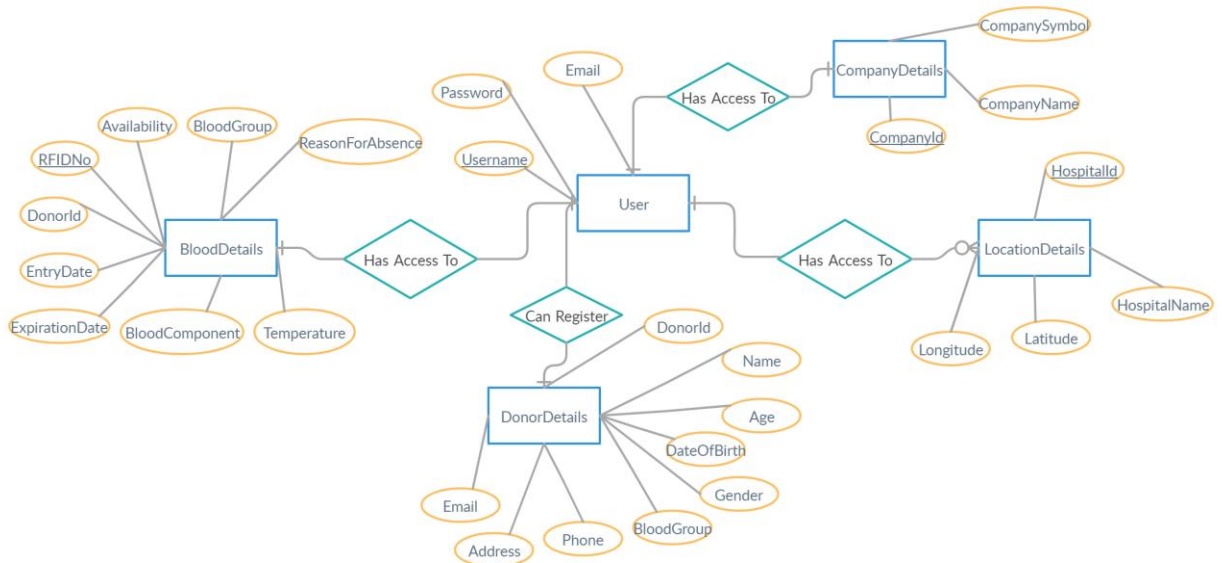 CompanySymbol
Email
CompanyDetails
Password
Has Access To
CompanyName
Availability
BloodGroup
ReasonForAbsence
CompanyId
RFIDNo
Username
HospitalId
DonorId
User
BloodDetails
Has Access To
Has Access To
LocationDetails
EntryDate
HospitalName
ExpirationDate
BloodComponent
Temperature
Can Register
DonorId
Longitude
Latitude
Name
DonorDetails
Age
DateOfBirth
Email
Gender
Address
Phone
BloodGroup